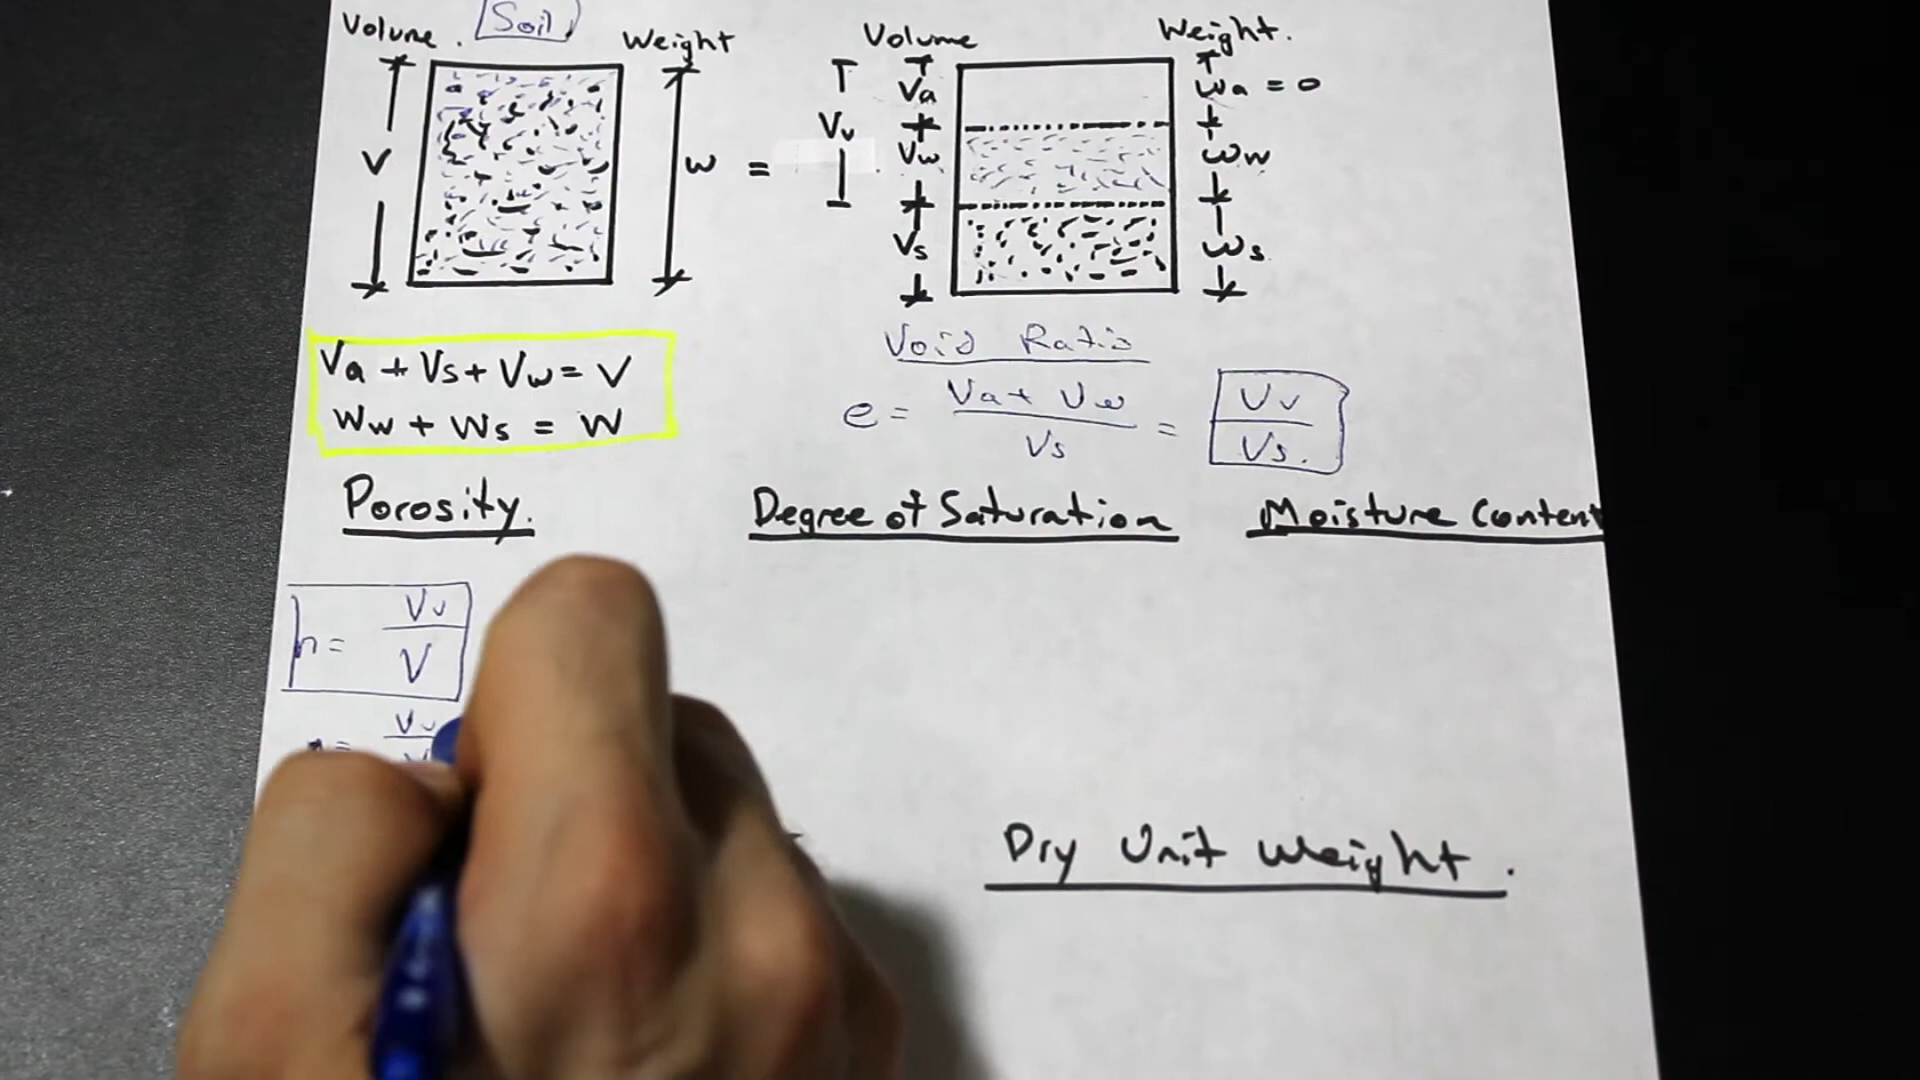 Volume. Soil Weight
V W =
Volume Weight.
Va Wa = 0
Vv
Vw Ww
Vs Ws
Va + Vs + Vw = V
Ww + Ws = W
Void Ratio
e = Va + Vw / Vs = Vv / Vs.
Porosity. Degree of Saturation Moisture Content
n = Vv / V
n = Vv / V
Dry Unit Weight.